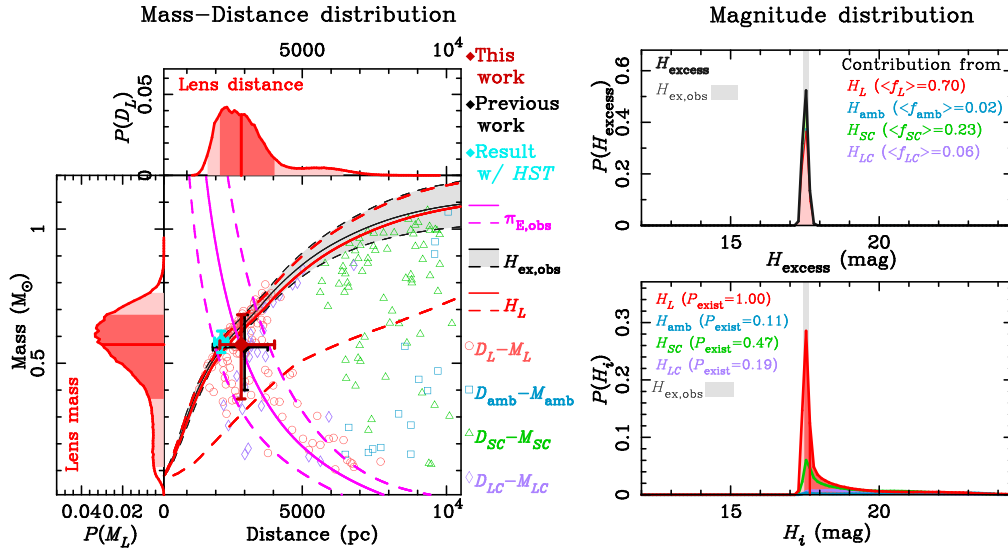 Mass-Distance distribution
5000 10⁴
0.05
0
P(D_L)
Lens distance
This work
Previous work
Result w/ HST
π_E,obs
H_ex,obs
H_L
D_L-M_L
D_amb-M_amb
D_SC-M_SC
D_LC-M_LC
1
0.5
Mass (M_⊙)
Lens mass
0.04 0.02
P(M_L)
0 5000 10⁴
Distance (pc)
Magnitude distribution
H_excess
H_ex,obs
Contribution from
H_L (<f_L>=0.70)
H_amb (<f_amb>=0.02)
H_SC (<f_SC>=0.23)
H_LC (<f_LC>=0.06)
0.6
0.4
0.2
0
P(H_excess)
15 20
H_excess (mag)
H_L (P_exist=1.00)
H_amb (P_exist=0.11)
H_SC (P_exist=0.47)
H_LC (P_exist=0.19)
H_ex,obs
0.3
0.2
0.1
0
P(H_i)
15 20
H_i (mag)